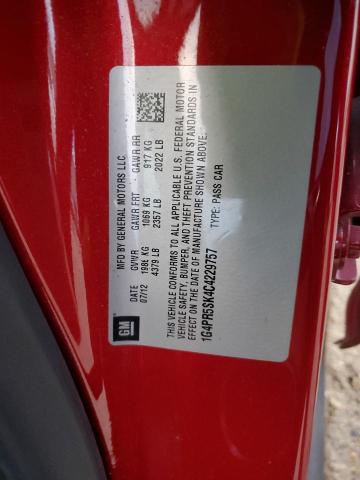 GM
MFD BY GENERAL MOTORS LLC
DATE GVWR GAWR FRT GAWR RR
07/12 1986 KG 1069 KG 917 KG
4379 LB 2357 LB 2022 LB
THIS VEHICLE CONFORMS TO ALL APPLICABLE U.S. FEDERAL MOTOR
VEHICLE SAFETY, BUMPER, AND THEFT PREVENTION STANDARDS IN
EFFECT ON THE DATE OF MANUFACTURE SHOWN ABOVE.
1G4PR5SK4C4229757 TYPE: PASS CAR